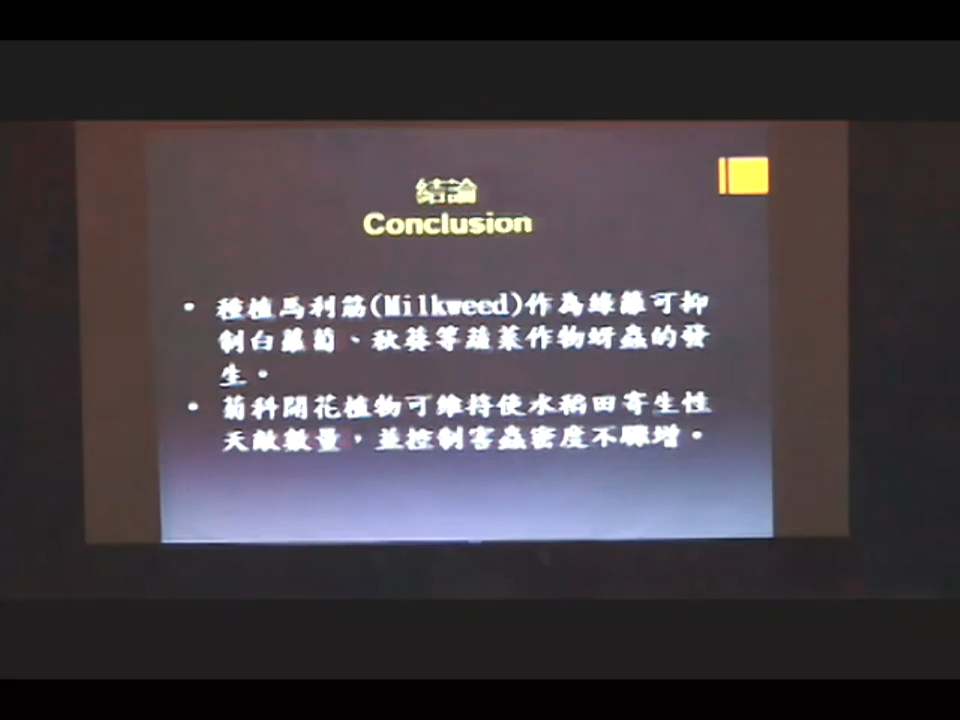 結論
Conclusion
• 種植馬利筋(Milkweed)作為綠籬可抑
制白蘿蔔、秋葵等蔬菜作物蚜蟲的發
生。
• 菊科開花植物可維持使水稻田寄生性
天敵數量，並控制害蟲密度不驟增。